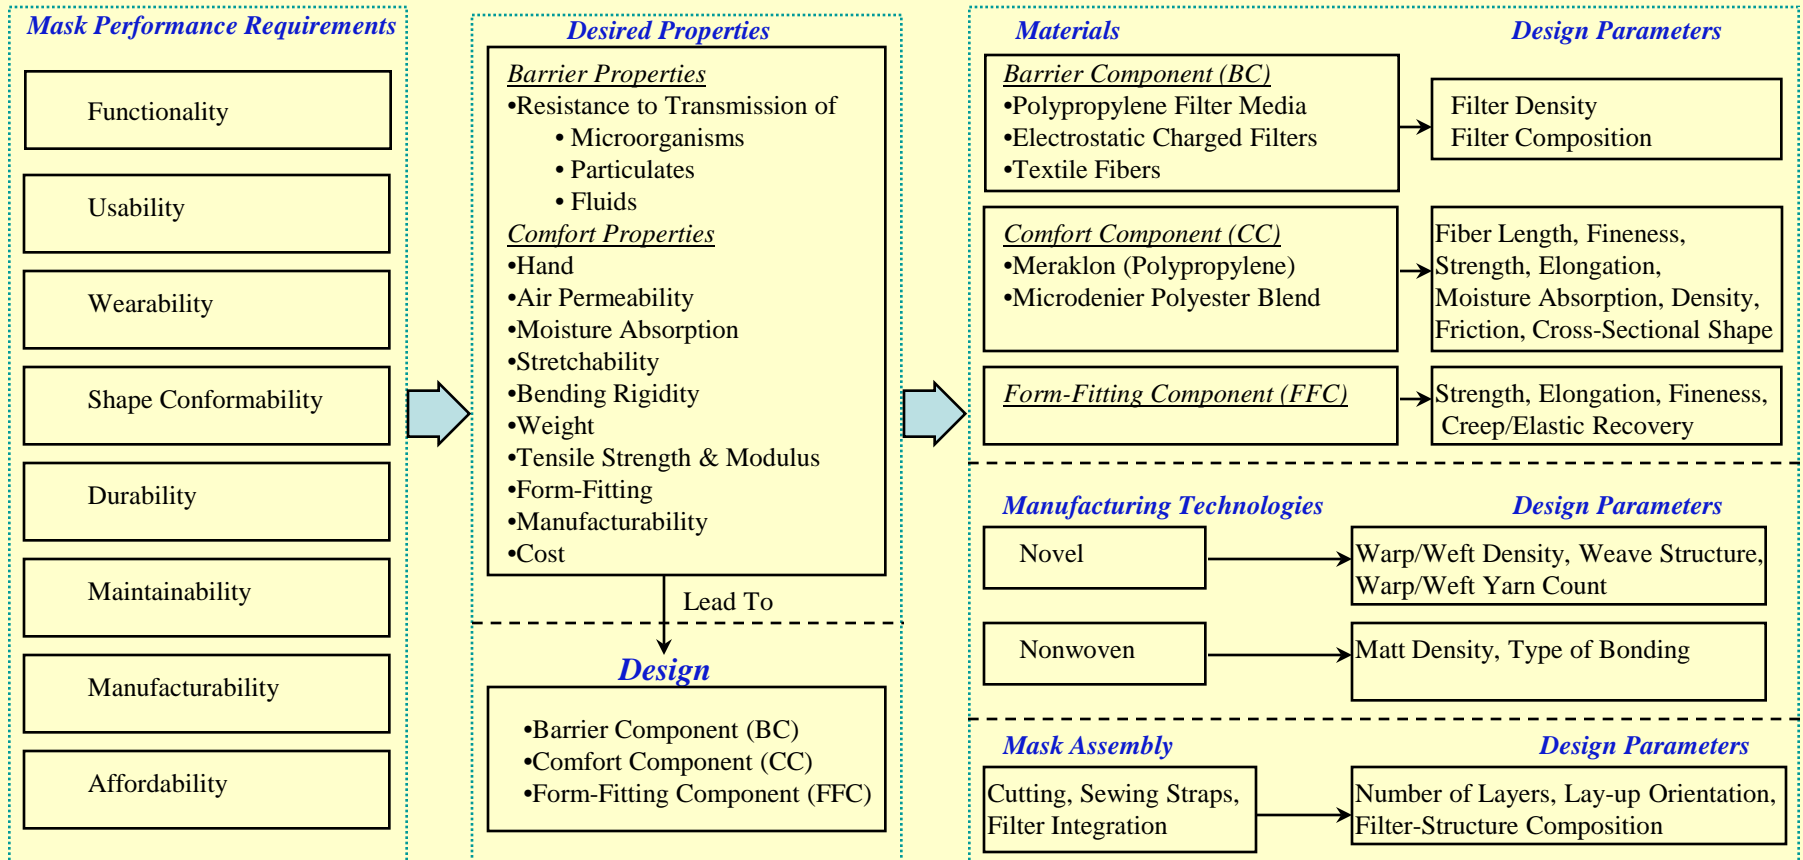 Mask Performance Requirements
Functionality
Usability
Wearability
Shape Conformability
Durability
Maintainability
Manufacturability
Affordability
Desired Properties
Barrier Properties
•Resistance to Transmission of
• Microorganisms
• Particulates
• Fluids
Comfort Properties
•Hand
•Air Permeability
•Moisture Absorption
•Stretchability
•Bending Rigidity
•Weight
•Tensile Strength & Modulus
•Form-Fitting
•Manufacturability
•Cost
Lead To
Design
•Barrier Component (BC)
•Comfort Component (CC)
•Form-Fitting Component (FFC)
Materials
Design Parameters
Barrier Component (BC)
•Polypropylene Filter Media
•Electrostatic Charged Filters
•Textile Fibers
Filter Density
Filter Composition
Comfort Component (CC)
•Meraklon (Polypropylene)
•Microdenier Polyester Blend
Fiber Length, Fineness,
Strength, Elongation,
Moisture Absorption, Density,
Friction, Cross-Sectional Shape
Form-Fitting Component (FFC)
Strength, Elongation, Fineness,
Creep/Elastic Recovery
Manufacturing Technologies
Design Parameters
Novel
Warp/Weft Density, Weave Structure,
Warp/Weft Yarn Count
Nonwoven
Matt Density, Type of Bonding
Mask Assembly
Design Parameters
Cutting, Sewing Straps,
Filter Integration
Number of Layers, Lay-up Orientation,
Filter-Structure Composition